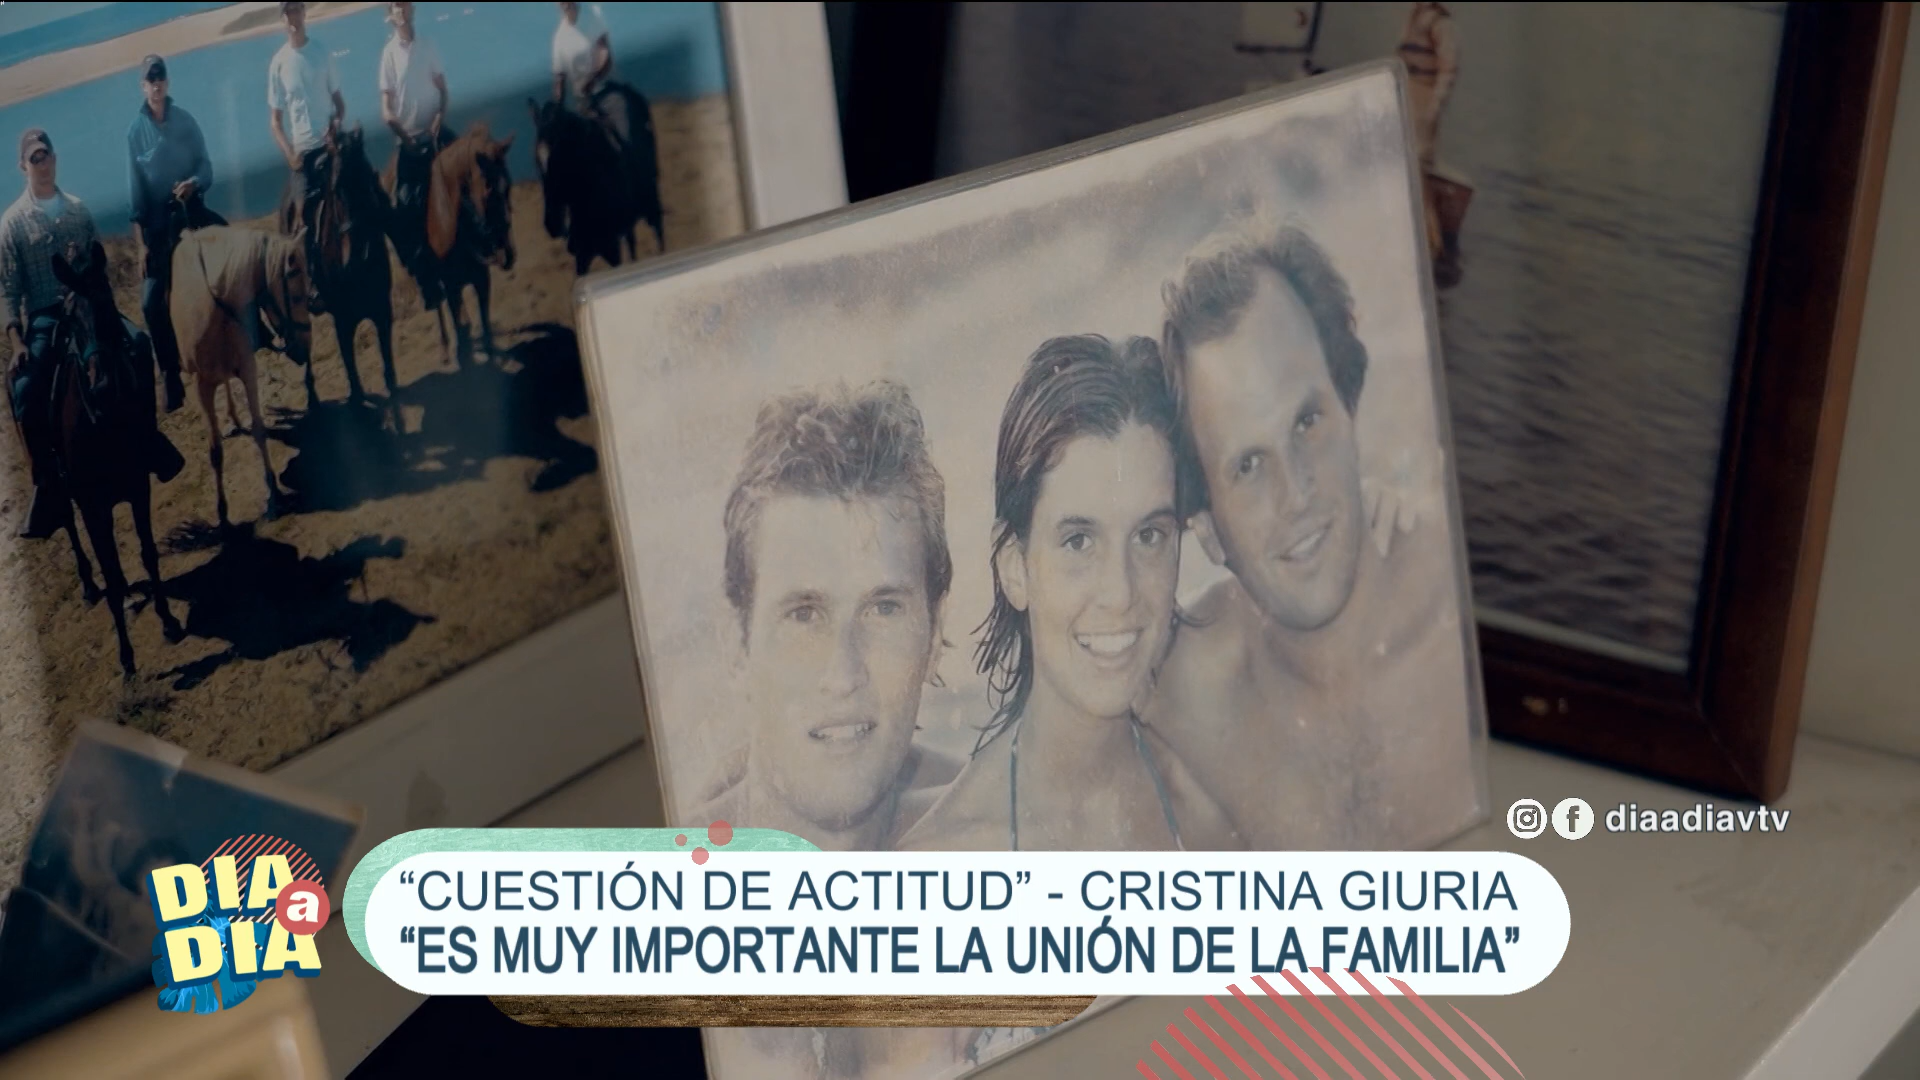 diaadiavtv
DIA
a
DIA
“CUESTIÓN DE ACTITUD” - CRISTINA GIURIA
“ES MUY IMPORTANTE LA UNIÓN DE LA FAMILIA”